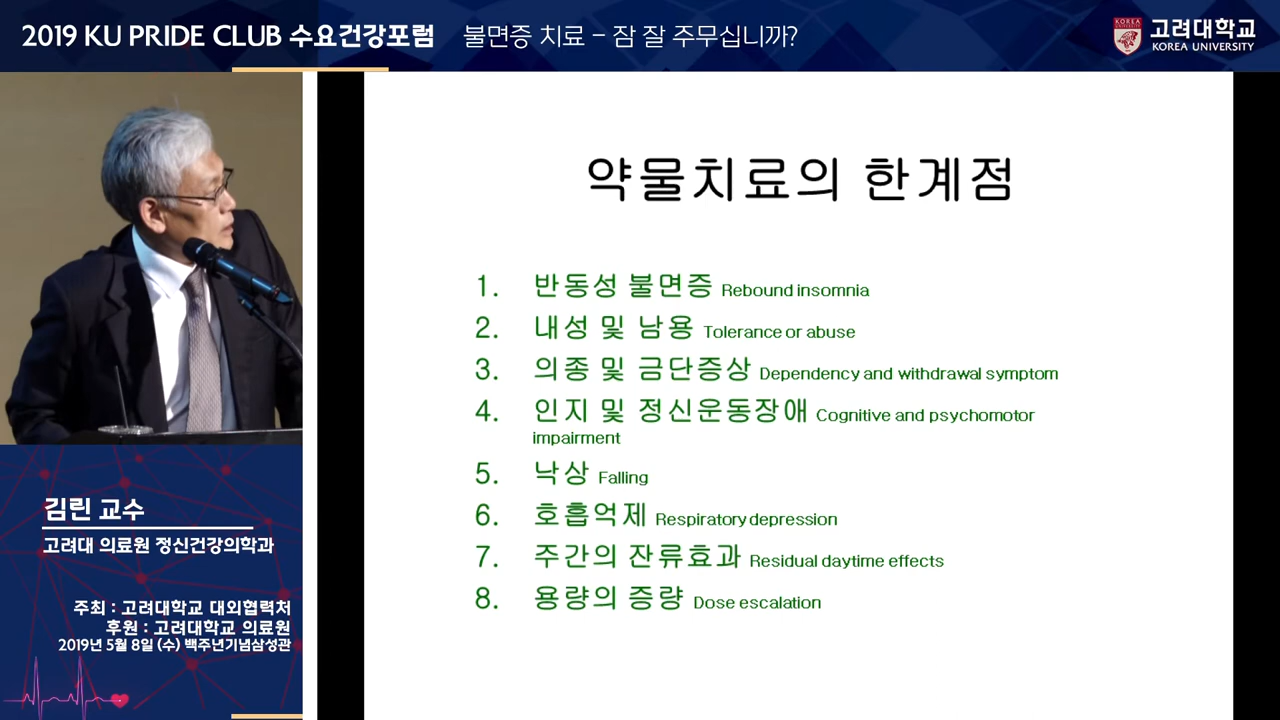 2019 KU PRIDE CLUB 수요건강포럼 불면증 치료 – 잠 잘 주무십니까?
KOREA UNIVERSITY
고려대학교
KOREA UNIVERSITY
약물치료의 한계점
1. 반동성 불면증 Rebound insomnia
2. 내성 및 남용 Tolerance or abuse
3. 의종 및 금단증상 Dependency and withdrawal symptom
4. 인지 및 정신운동장애 Cognitive and psychomotor
impairment
5. 낙상 Falling
6. 호흡억제 Respiratory depression
7. 주간의 잔류효과 Residual daytime effects
8. 용량의 증량 Dose escalation
김린 교수
고려대 의료원 정신건강의학과
주최 : 고려대학교 대외협력처
후원 : 고려대학교 의료원
2019년 5월 8일 (수) 백주년기념삼성관